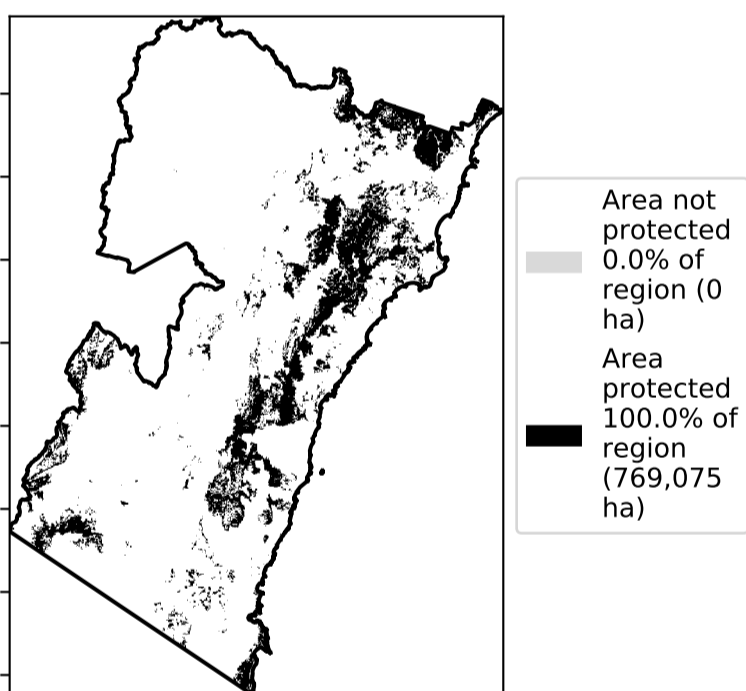 Area not
protected
0.0% of
region (0
ha)
Area
protected
100.0% of
region
(769,075
ha)